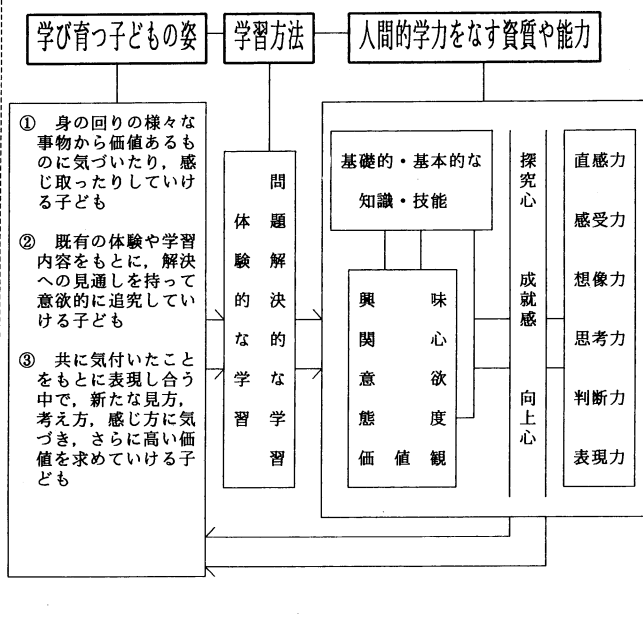 学び育つ子どもの姿
学習方法
人間的学力をなす資質や能力
① 身の回りの様々な
事物から価値あるも
のに気づいたり，感
じ取ったりしていけ
る子ども
② 既有の体験や学習
内容をもとに，解決
への見通しを持って
意欲的に追究してい
ける子ども
③ 共に気付いたこと
をもとに表現し合う
中で，新たな見方，
考え方，感じ方に気
づき，さらに高い価
値を求めていける子
ども
問題解決的な学習
体験的な学習
基礎的・基本的な
知識・技能
興味
関心
意欲
態度
価値観
探究心
成就感
向上心
直感力
感受力
想像力
思考力
判断力
表現力